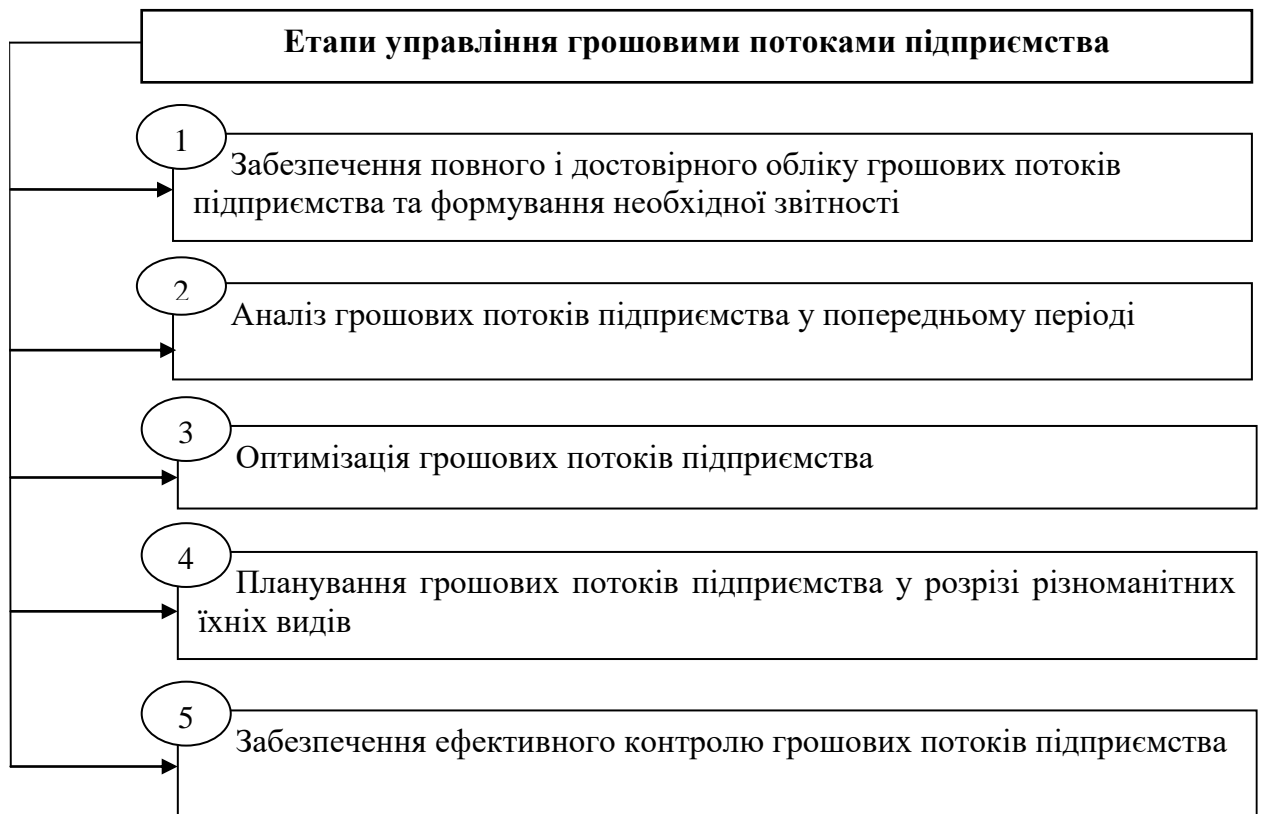 Етапи управління грошовими потоками підприємства
1
Забезпечення повного і достовірного обліку грошових потоків
підприємства та формування необхідної звітності
2
Аналіз грошових потоків підприємства у попередньому періоді
3
Оптимізація грошових потоків підприємства
4
Планування грошових потоків підприємства у розрізі різноманітних
їхніх видів
5
Забезпечення ефективного контролю грошових потоків підприємства